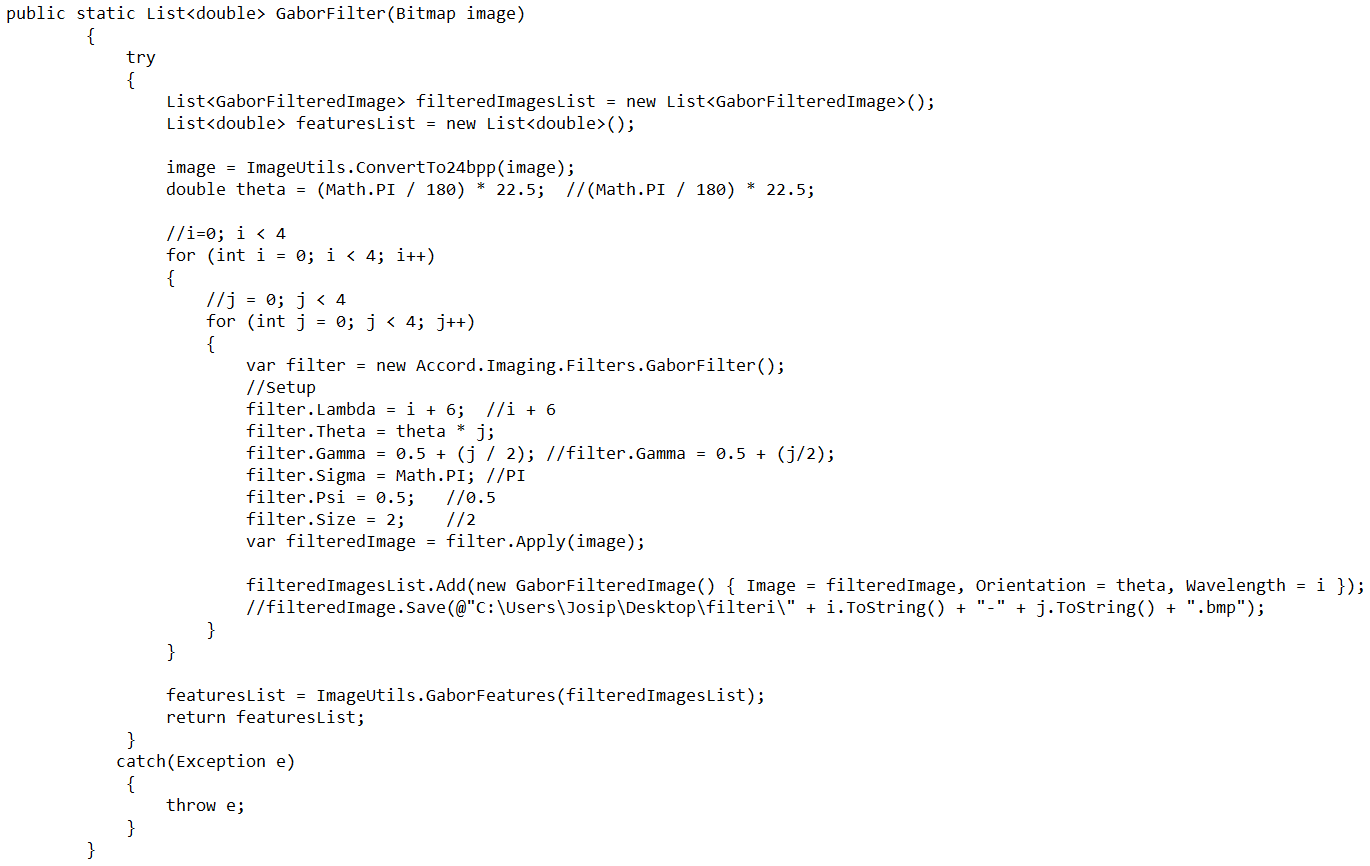 public static List<double> GaborFilter(Bitmap image)
{
try
{
List<GaborFilteredImage> filteredImagesList = new List<GaborFilteredImage>();
List<double> featuresList = new List<double>();
image = ImageUtils.ConvertTo24bpp(image);
double theta = (Math.PI / 180) * 22.5;  //(Math.PI / 180) * 22.5;
//i=0; i < 4
for (int i = 0; i < 4; i++)
{
//j = 0; j < 4
for (int j = 0; j < 4; j++)
{
var filter = new Accord.Imaging.Filters.GaborFilter();
//Setup
filter.Lambda = i + 6;  //i + 6
filter.Theta = theta * j;
filter.Gamma = 0.5 + (j / 2); //filter.Gamma = 0.5 + (j/2);
filter.Sigma = Math.PI; //PI
filter.Psi = 0.5;   //0.5
filter.Size = 2;    //2
var filteredImage = filter.Apply(image);
filteredImagesList.Add(new GaborFilteredImage() { Image = filteredImage, Orientation = theta, Wavelength = i });
//filteredImage.Save(@"C:\Users\Josip\Desktop\filteri\" + i.ToString() + "-" + j.ToString() + ".bmp");
}
}
featuresList = ImageUtils.GaborFeatures(filteredImagesList);
return featuresList;
}
catch(Exception e)
{
throw e;
}
}